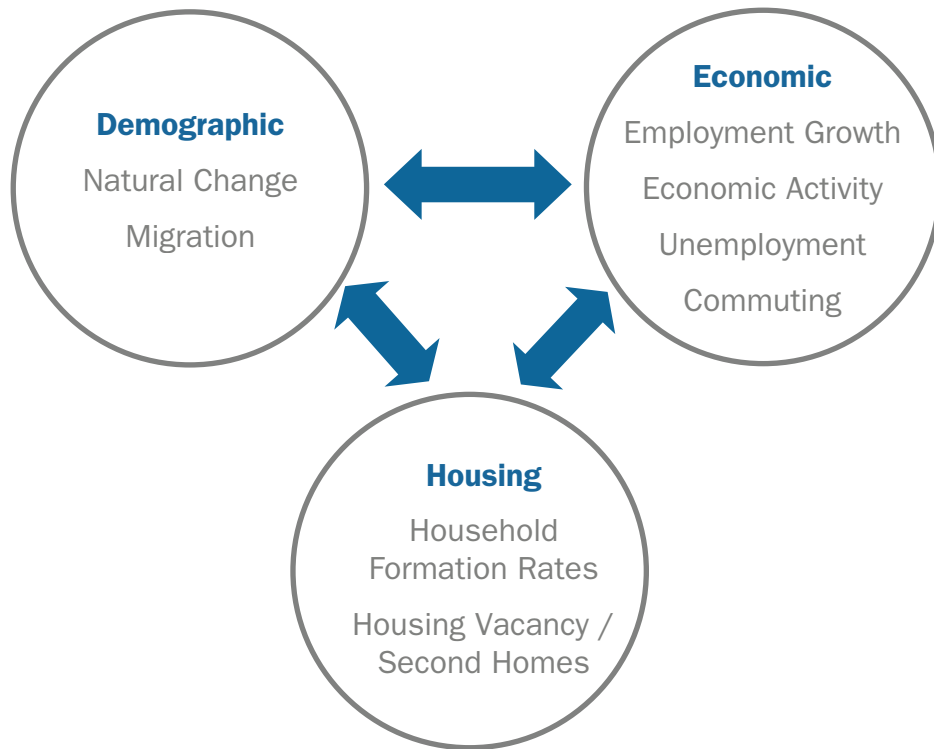 Demographic
Natural Change
Migration
Economic
Employment Growth
Economic Activity
Unemployment
Commuting
Housing
Household
Formation Rates
Housing Vacancy /
Second Homes